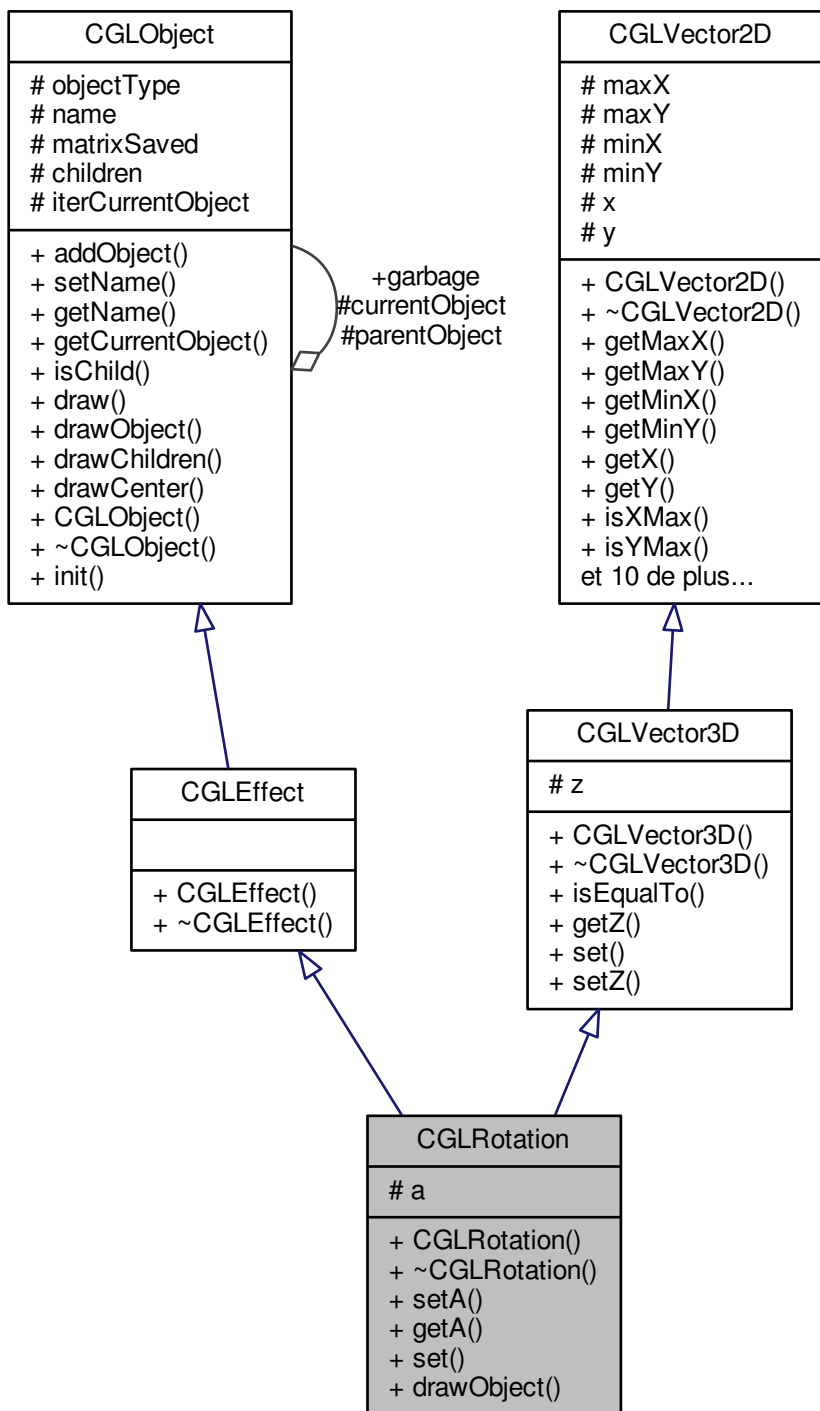 CGLObject
# objectType
# name
# matrixSaved
# children
# iterCurrentObject
+ addObject()
+ setName()
+ getName()
+ getCurrentObject()
+ isChild()
+ draw()
+ drawObject()
+ drawChildren()
+ drawCenter()
+ CGLObject()
+ ~CGLObject()
+ init()
+garbage
#currentObject
#parentObject
CGLVector2D
# maxX
# maxY
# minX
# minY
# x
# y
+ CGLVector2D()
+ ~CGLVector2D()
+ getMaxX()
+ getMaxY()
+ getMinX()
+ getMinY()
+ getX()
+ getY()
+ isXMax()
+ isYMax()
et 10 de plus...
CGLEffect
+ CGLEffect()
+ ~CGLEffect()
CGLVector3D
# z
+ CGLVector3D()
+ ~CGLVector3D()
+ isEqualTo()
+ getZ()
+ set()
+ setZ()
CGLRotation
# a
+ CGLRotation()
+ ~CGLRotation()
+ setA()
+ getA()
+ set()
+ drawObject()